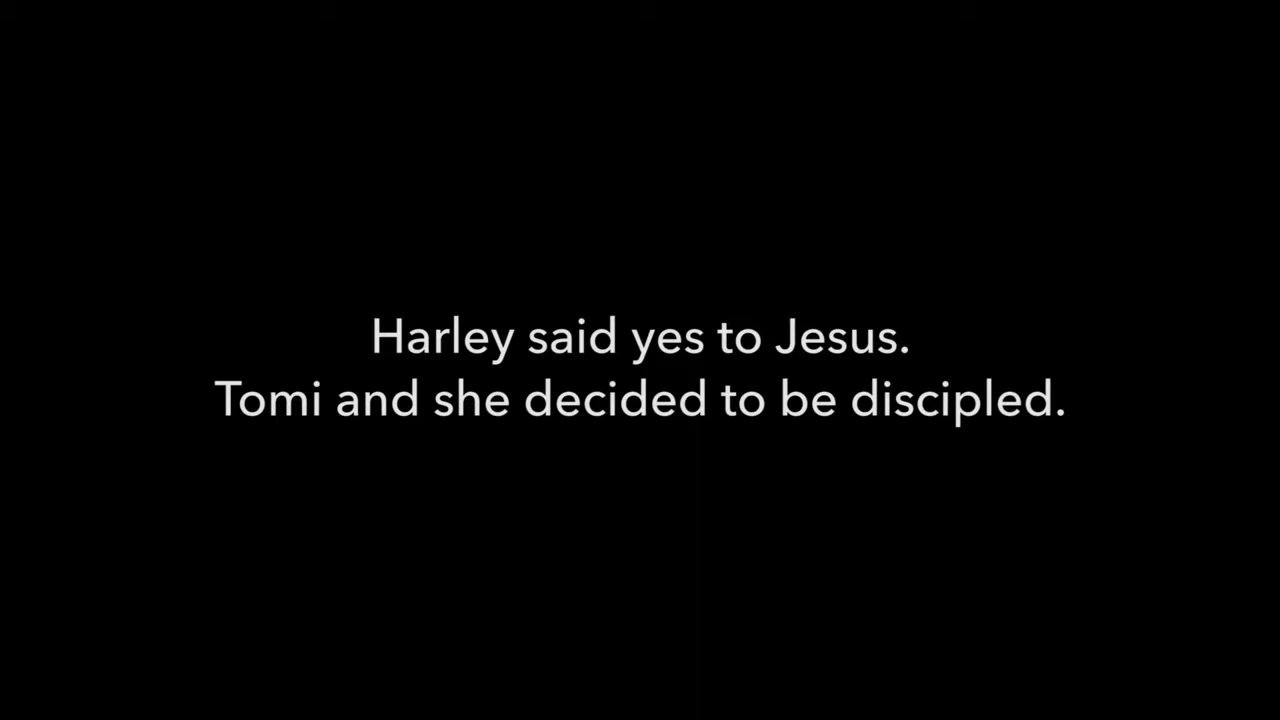 Harley said yes to Jesus.
Tomi and she decided to be discipled.